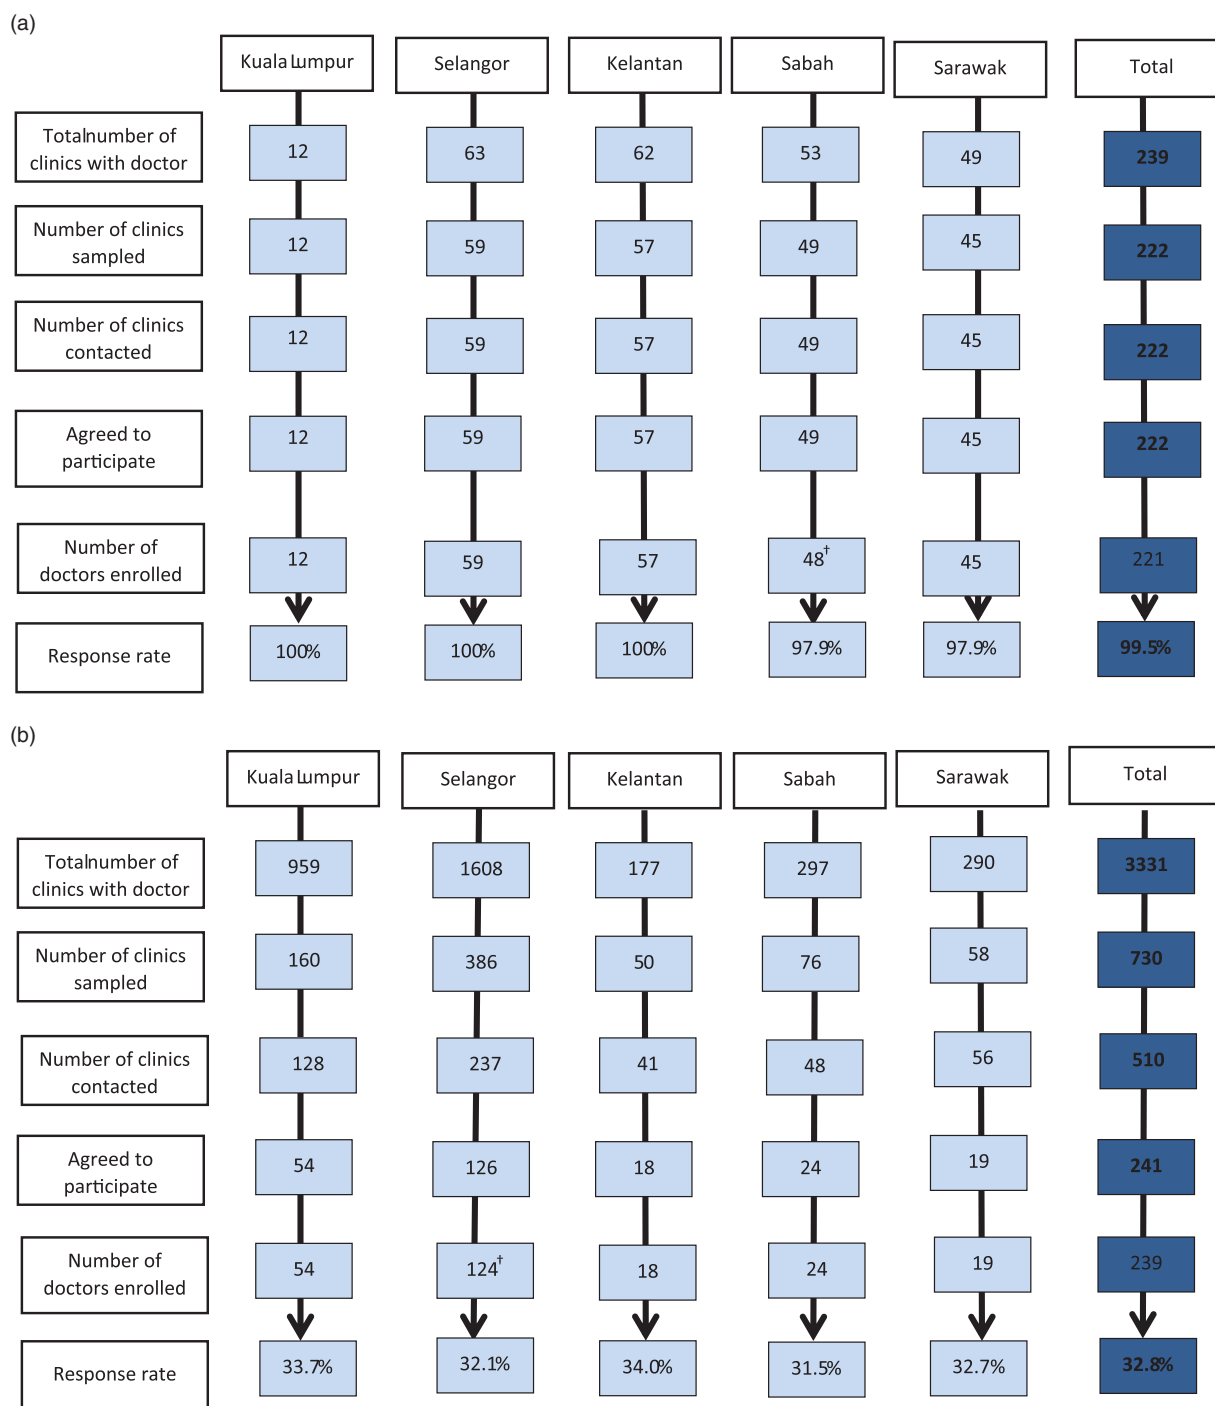 (a)
Kuala Lumpur
Selangor
Kelantan
Sabah
Sarawak
Total
Total number of
clinics with doctor
12
63
62
53
49
239
Number of clinics
sampled
12
59
57
49
45
222
Number of clinics
contacted
12
59
57
49
45
222
Agreed to
participate
12
59
57
49
45
222
Number of
doctors enrolled
12
59
57
48†
45
221
Response rate
100%
100%
100%
97.9%
97.9%
99.5%
(b)
Kuala Lumpur
Selangor
Kelantan
Sabah
Sarawak
Total
Total number of
clinics with doctor
959
1608
177
297
290
3331
Number of clinics
sampled
160
386
50
76
58
730
Number of clinics
contacted
128
237
41
48
56
510
Agreed to
participate
54
126
18
24
19
241
Number of
doctors enrolled
54
124†
18
24
19
239
Response rate
33.7%
32.1%
34.0%
31.5%
32.7%
32.8%